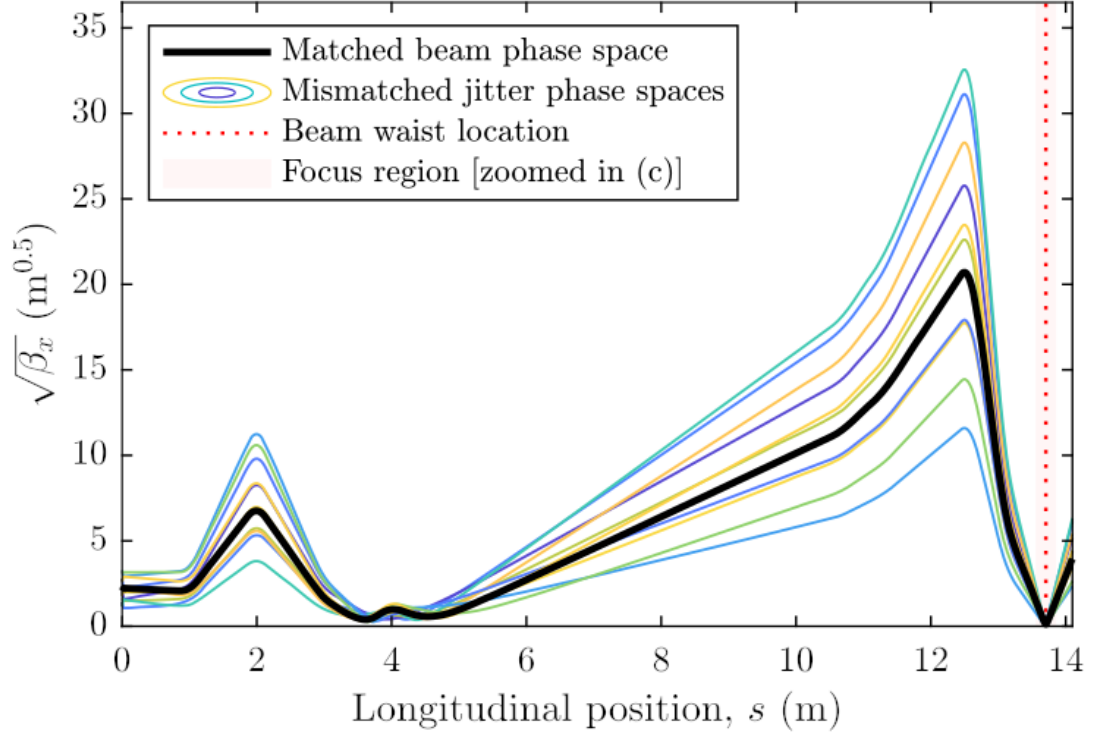 35
30
25
20
15
10
5
0
√βx (m^0.5)
Matched beam phase space
Mismatched jitter phase spaces
Beam waist location
Focus region [zoomed in (c)]
0 2 4 6 8 10 12 14
Longitudinal position, s (m)